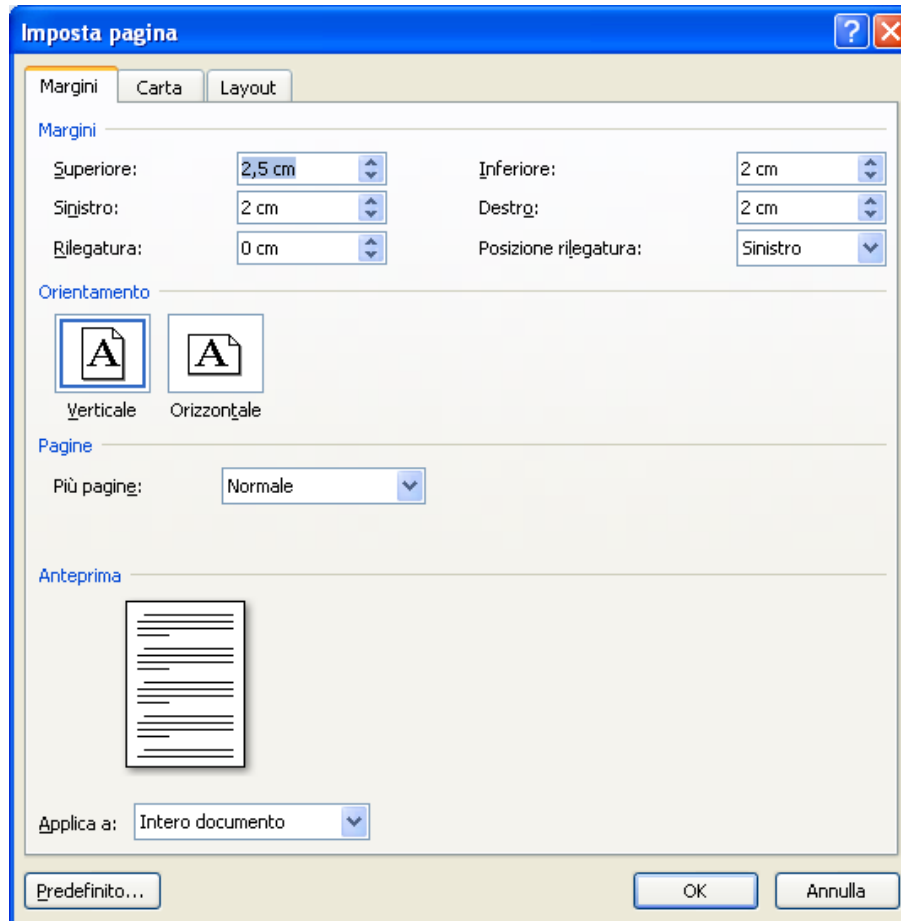 Imposta pagina
Margini Carta Layout
Margini
Superiore: 2,5 cm Inferiore: 2 cm
Sinistro: 2 cm Destro: 2 cm
Rilegatura: 0 cm Posizione rilegatura: Sinistro
Orientamento
A A
Verticale Orizzontale
Pagine
Più pagine: Normale
Anteprima
Applica a: Intero documento
Predefinito... OK Annulla